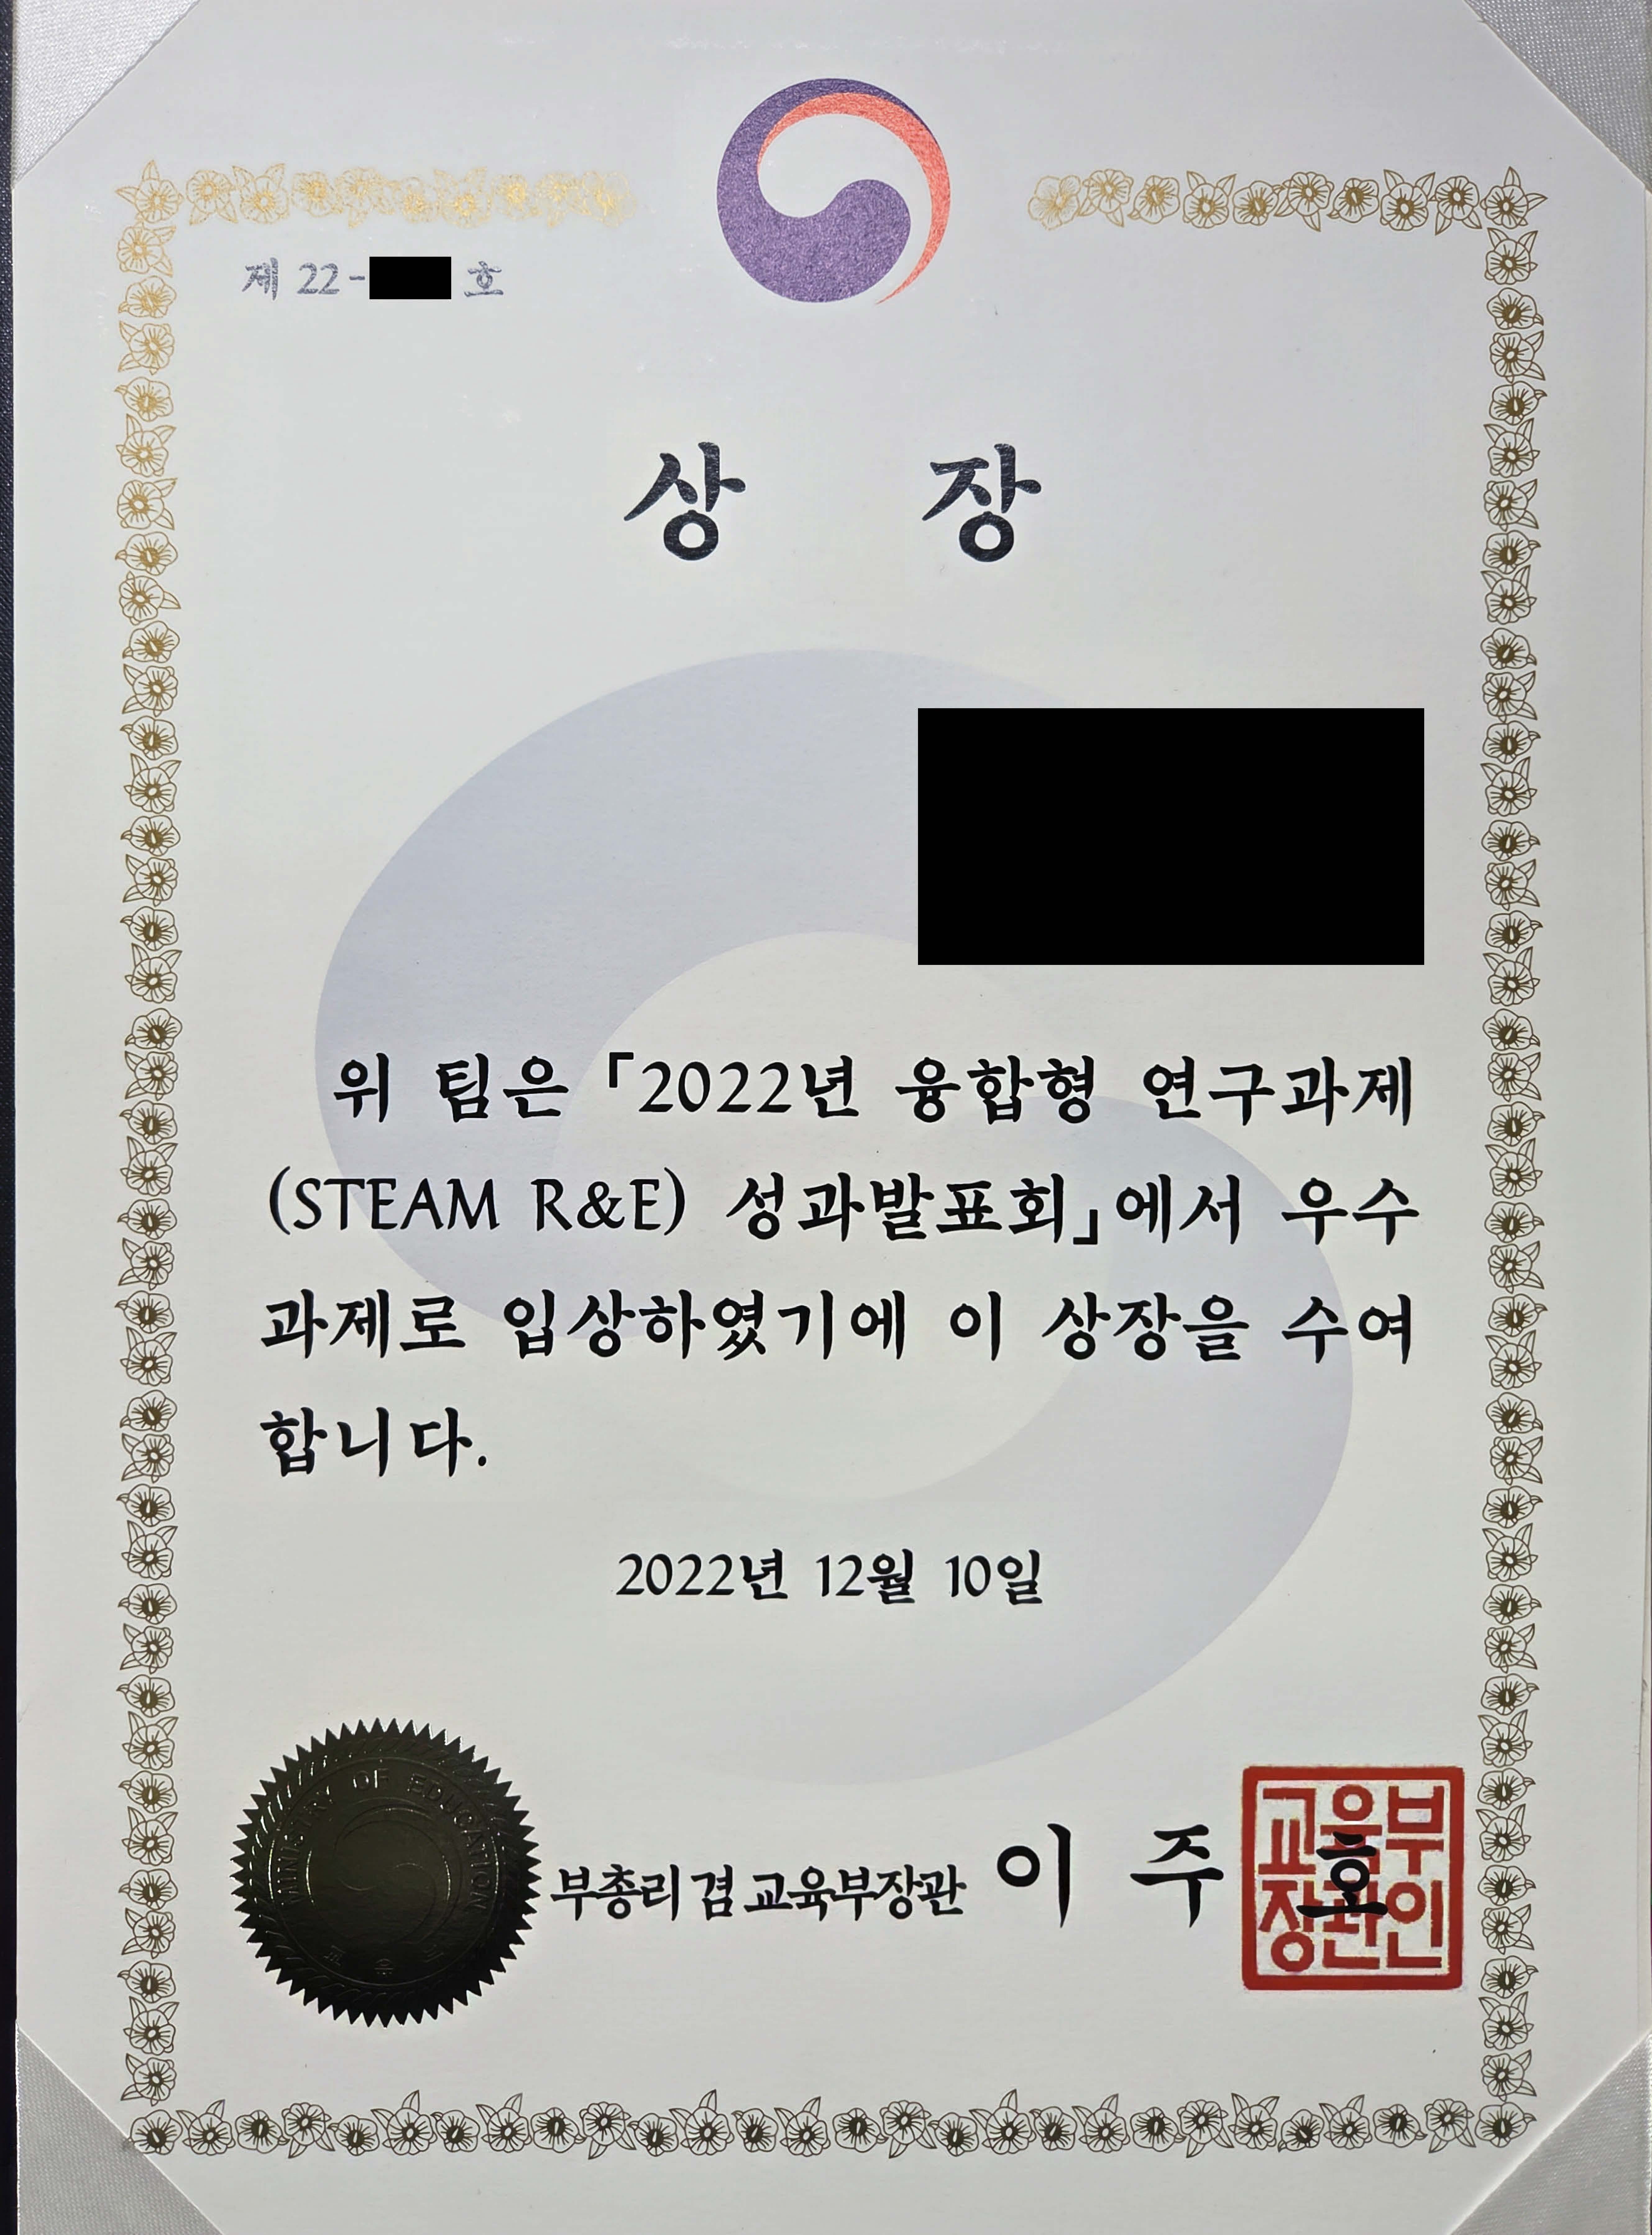 제 22- 호
상 장
위 팀은 「2022년 융합형 연구과제
(STEAM R&E) 성과발표회」에서 우수
과제로 입상하였기에 이 상장을 수여
합니다.
2022년 12월 10일
MINISTRY OF EDUCATION
교육부
부총리 겸 교육부장관 이 주 호
교육부
장관인